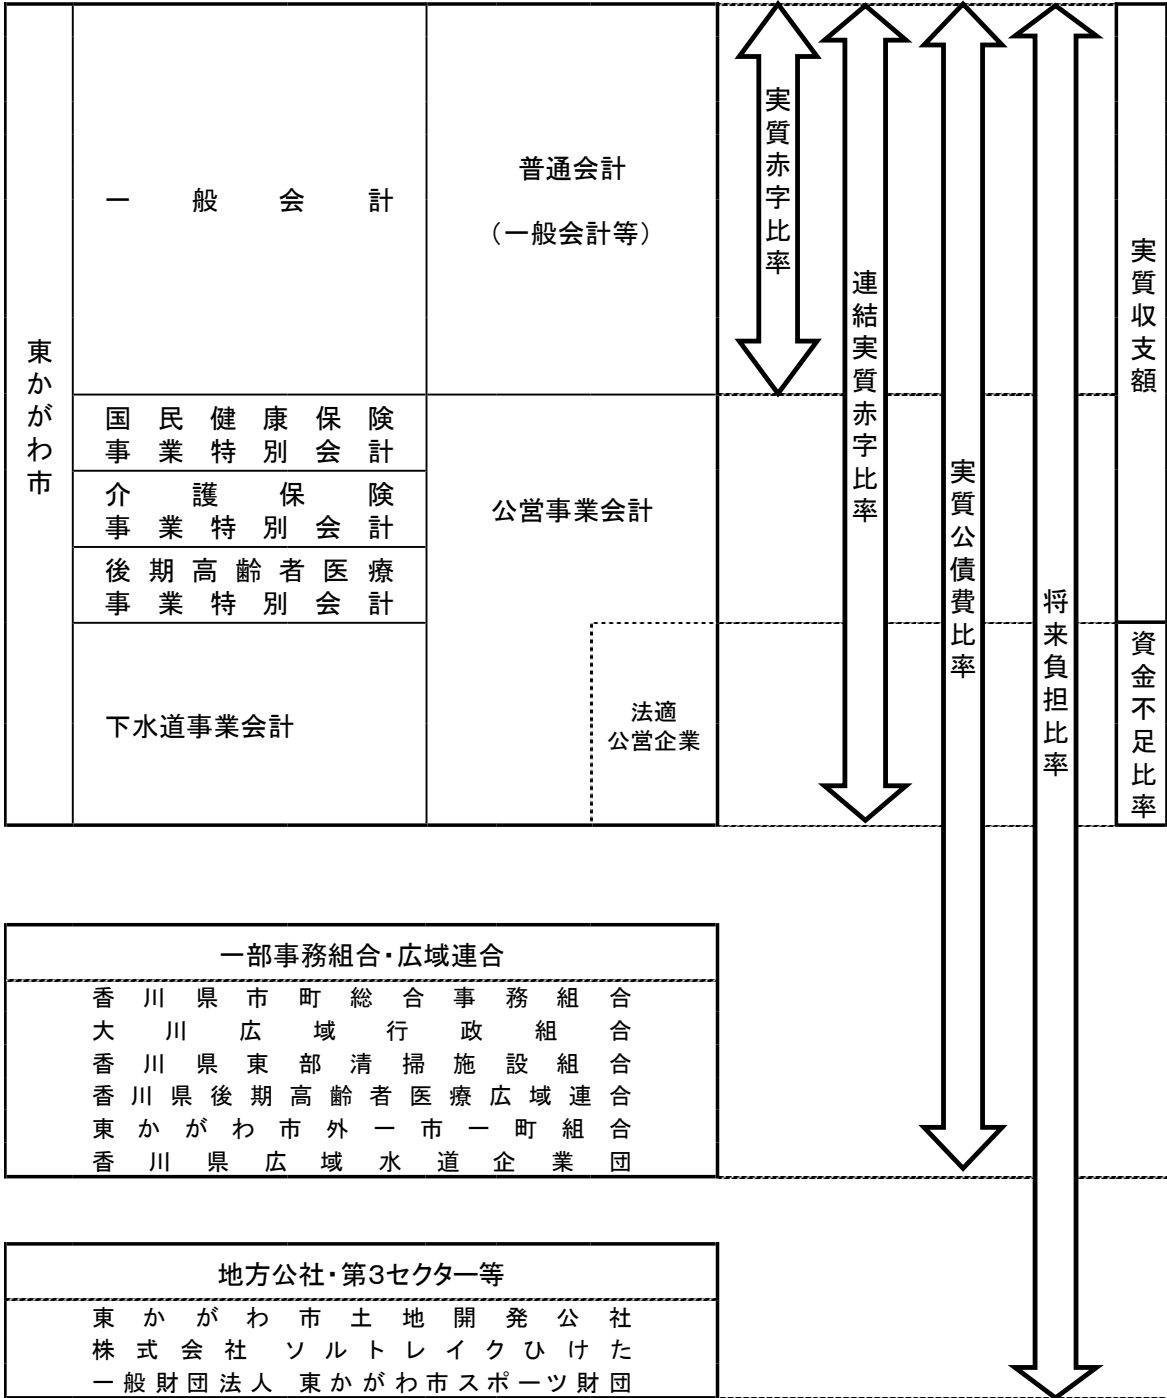 東かがわ市
一般会計
普通会計
（一般会計等）
国民健康保険
事業特別会計
介護保険
事業特別会計
後期高齢者医療
事業特別会計
公営事業会計
下水道事業会計
法適
公営企業
実質赤字比率
連結実質赤字比率
実質公債費比率
将来負担比率
実質収支額
資金不足比率
一部事務組合・広域連合
香川県市町総合事務組合
大川広域行政組合
香川県東部清掃施設組合
香川県後期高齢者医療広域連合
東かがわ市外一市一町組合
香川県広域水道企業団
地方公社・第3セクター等
東かがわ市土地開発公社
株式会社 ソルトレイクひけた
一般財団法人 東かがわ市スポーツ財団